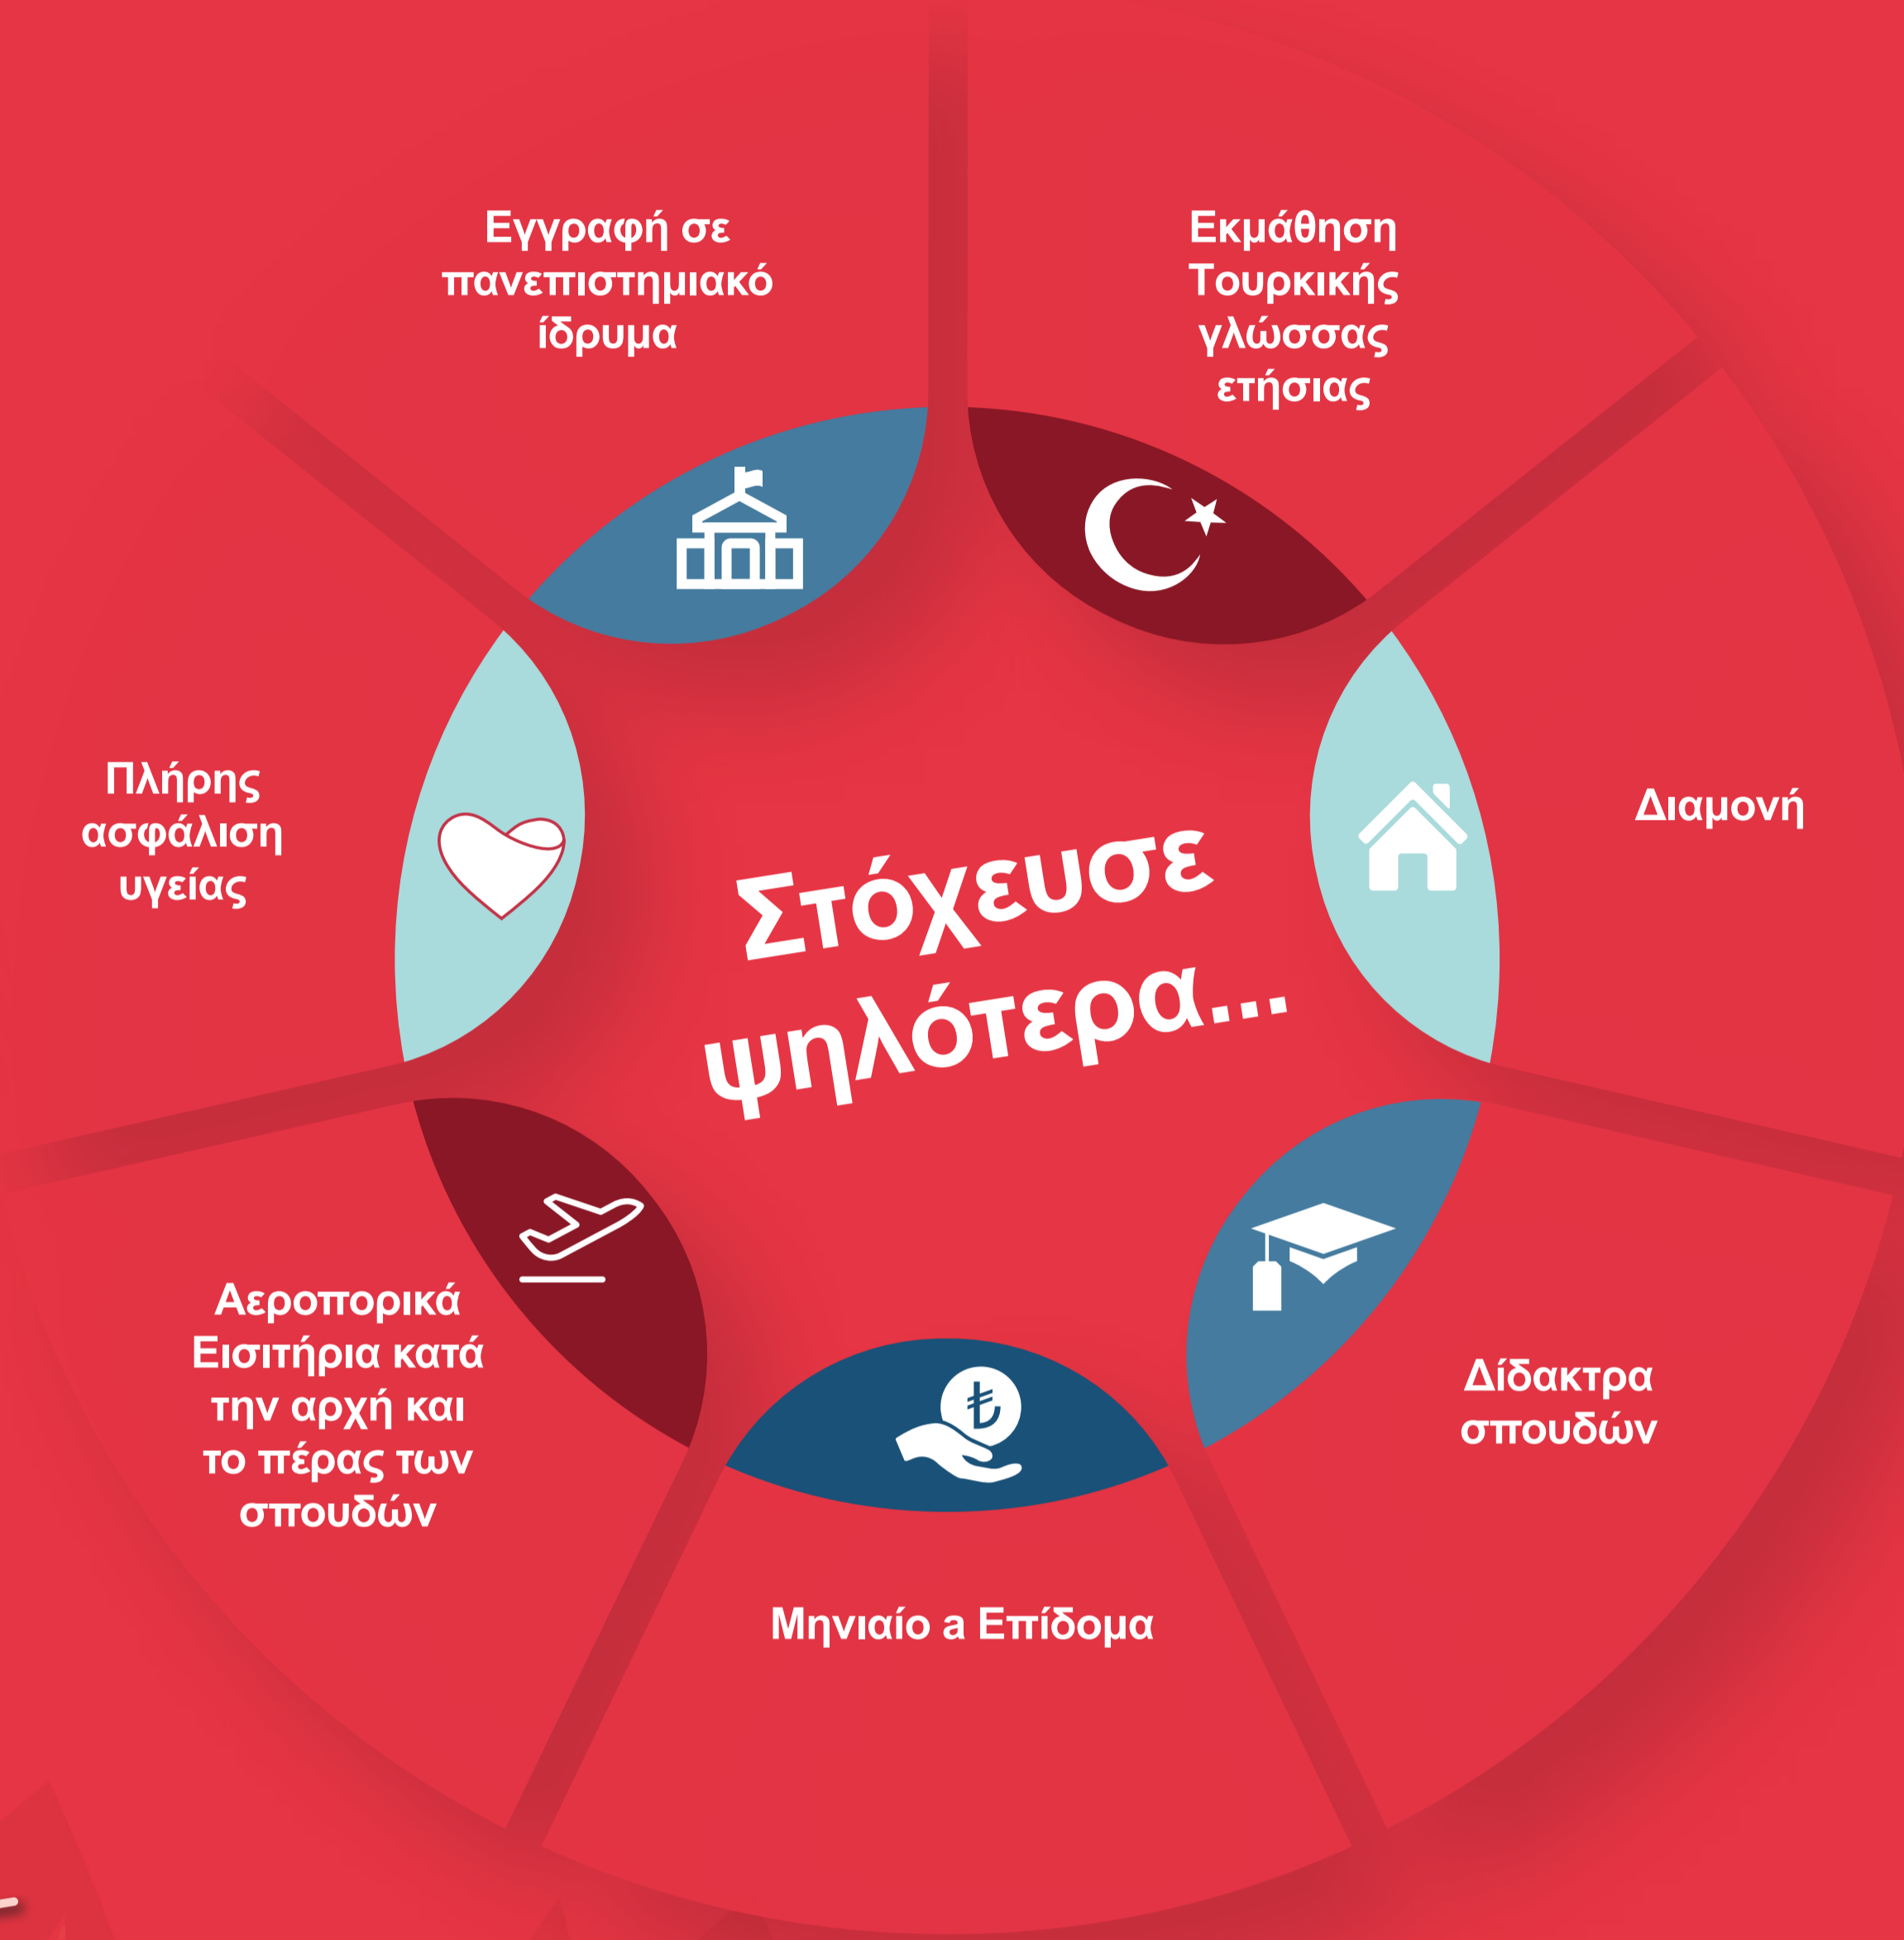 Εγγραφή σε
πανεπιστημιακό
ίδρυμα
Εκμάθηση
Τουρκικής
γλώσσας
ετήσιας
Πλήρης
ασφάλιση
υγείας
Διαμονή
Στόχευσε
ψηλότερα...
Αεροπορικά
Εισιτήρια κατά
την αρχή και
το πέρας των
σπουδών
Δίδακτρα
σπουδών
₺
Μηνιαίο a Επίδομα